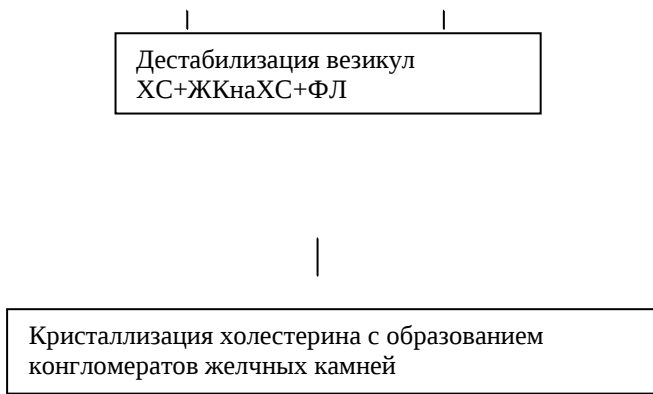 Дестабилизация везикул
ХС+ЖКнаХС+ФЛ
Кристаллизация холестерина с образованием
конгломератов желчных камней